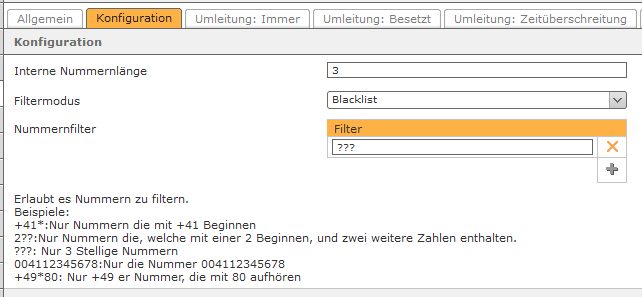 Allgemein Konfiguration Umleitung: Immer Umleitung: Besetzt Umleitung: Zeitüberschreitung
Konfiguration
Interne Nummernlänge 3
Filtermodus Blacklist
Nummernfilter Filter
???
Erlaubt es Nummern zu filtern.
Beispiele:
+41*:Nur Nummern die mit +41 Beginnen
2??:Nur Nummern die, welche mit einer 2 Beginnen, und zwei weitere Zahlen enthalten.
???: Nur 3 Stellige Nummern
004112345678:Nur die Nummer 004112345678
+49*80: Nur +49 er Nummer, die mit 80 aufhören